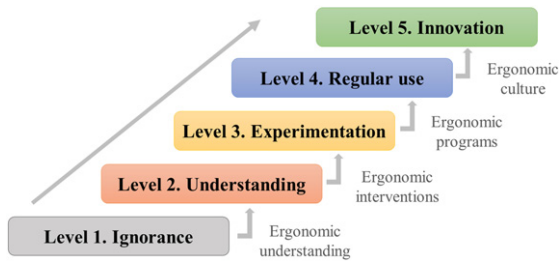 Level 5. Innovation
Level 4. Regular use
Ergonomic
culture
Level 3. Experimentation
Ergonomic
programs
Level 2. Understanding
Ergonomic
interventions
Level 1. Ignorance
Ergonomic
understanding